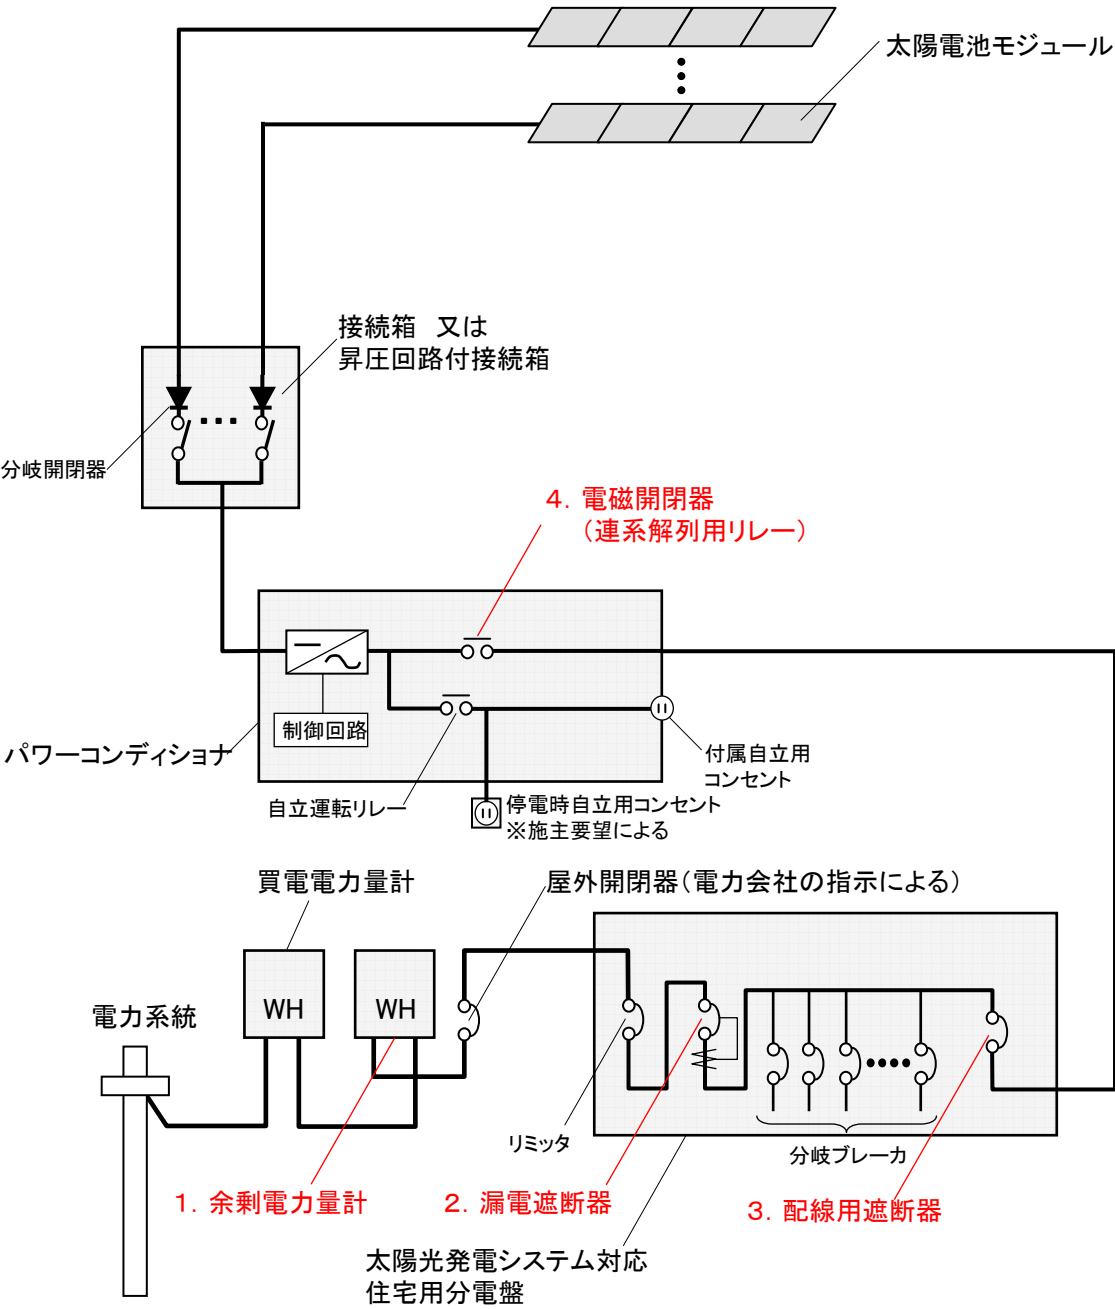 太陽電池モジュール
接続箱　又は
昇圧回路付接続箱
分岐開閉器
4．電磁開閉器
（連系解列用リレー）
制御回路
パワーコンディショナ
自立運転リレー
付属自立用
コンセント
停電時自立用コンセント
※施主要望による
買電電力量計
屋外開閉器（電力会社の指示による）
WH
WH
電力系統
リミッタ
分岐ブレーカ
1．余剰電力量計
2．漏電遮断器
3．配線用遮断器
太陽光発電システム対応
住宅用分電盤